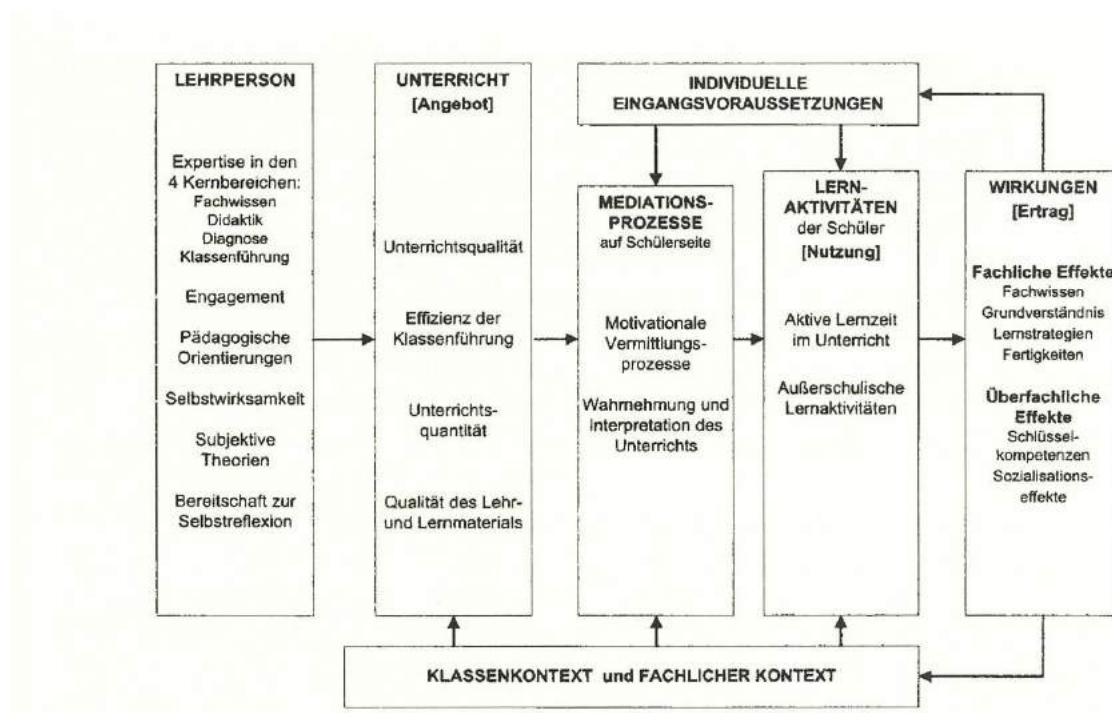 LEHRPERSON
Expertise in den
4 Kernbereichen:
Fachwissen
Didaktik
Diagnose
Klassenführung
Engagement
Pädagogische
Orientierungen
Selbstwirksamkeit
Subjektive
Theorien
Bereitschaft zur
Selbstreflexion
UNTERRICHT
[Angebot]
Unterrichtsqualität
Effizienz der
Klassenführung
Unterrichts-
quantität
Qualität des Lehr-
und Lernmaterials
INDIVIDUELLE
EINGANGSVORAUSSETZUNGEN
MEDIATIONS-
PROZESSE
auf Schülerseite
Motivationale
Vermittlungs-
prozesse
Wahrnehmung und
Interpretation des
Unterrichts
LERN-
AKTIVITÄTEN
der Schüler
[Nutzung]
Aktive Lernzeit
im Unterricht
Außerschulische
Lernaktivitäten
WIRKUNGEN
[Ertrag]
Fachliche Effekte
Fachwissen
Grundverständnis
Lernstrategien
Fertigkeiten
Überfachliche
Effekte
Schlüssel-
kompetenzen
Sozialisations-
effekte
KLASSENKONTEXT und FACHLICHER KONTEXT